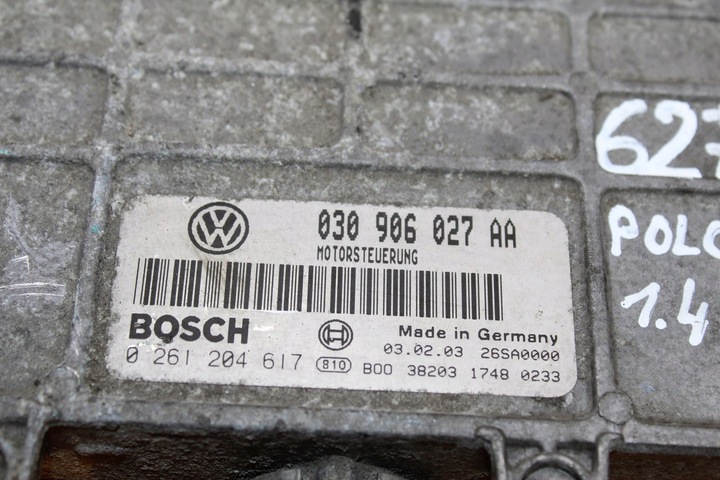 030 906 027 AA
MOTORSTEUERUNG
BOSCH
Made in Germany
03.02.03 26SA0000
0 261 204 617 810 B00 38203 1748 0233
627
POLO
1.4